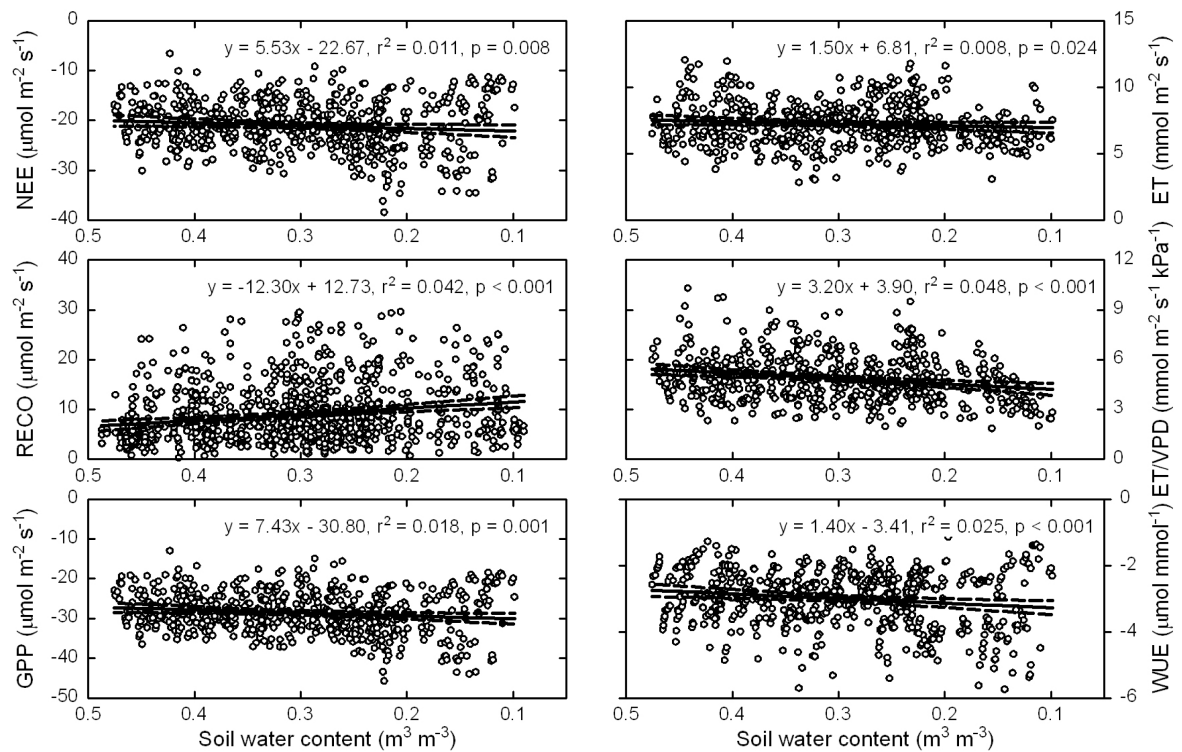 NEE (µmol m⁻² s⁻¹)
0
-10
-20
-30
-40
y = 5.53x - 22.67, r² = 0.011, p = 0.008
0.5 0.4 0.3 0.2 0.1
y = 1.50x + 6.81, r² = 0.008, p = 0.024
15
10
5
0
ET (mmol m⁻² s⁻¹)
0.5 0.4 0.3 0.2 0.1
RECO (µmol m⁻² s⁻¹)
40
30
20
10
0
y = -12.30x + 12.73, r² = 0.042, p < 0.001
0.5 0.4 0.3 0.2 0.1
y = 3.20x + 3.90, r² = 0.048, p < 0.001
12
9
6
3
0
ET/VPD (mmol m⁻² s⁻¹ kPa⁻¹)
0.5 0.4 0.3 0.2 0.1
GPP (µmol m⁻² s⁻¹)
0
-10
-20
-30
-40
-50
y = 7.43x - 30.80, r² = 0.018, p = 0.001
0.5 0.4 0.3 0.2 0.1
Soil water content (m³ m⁻³)
y = 1.40x - 3.41, r² = 0.025, p < 0.001
0
-2
-4
-6
WUE (µmol mmol⁻¹)
0.5 0.4 0.3 0.2 0.1
Soil water content (m³ m⁻³)